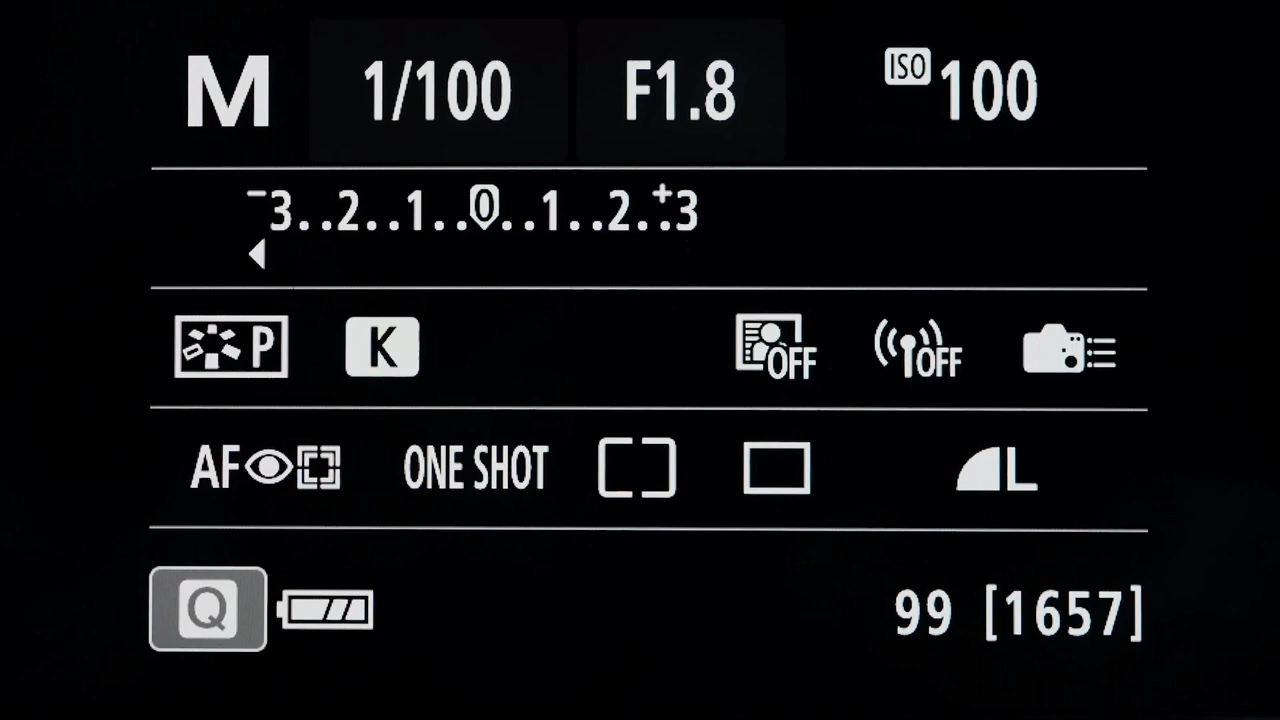 M 1/100 F1.8 ISO 100
-3..2..1..0..1..2..+3
P K OFF OFF
AF ONE SHOT L
Q 99 [1657]